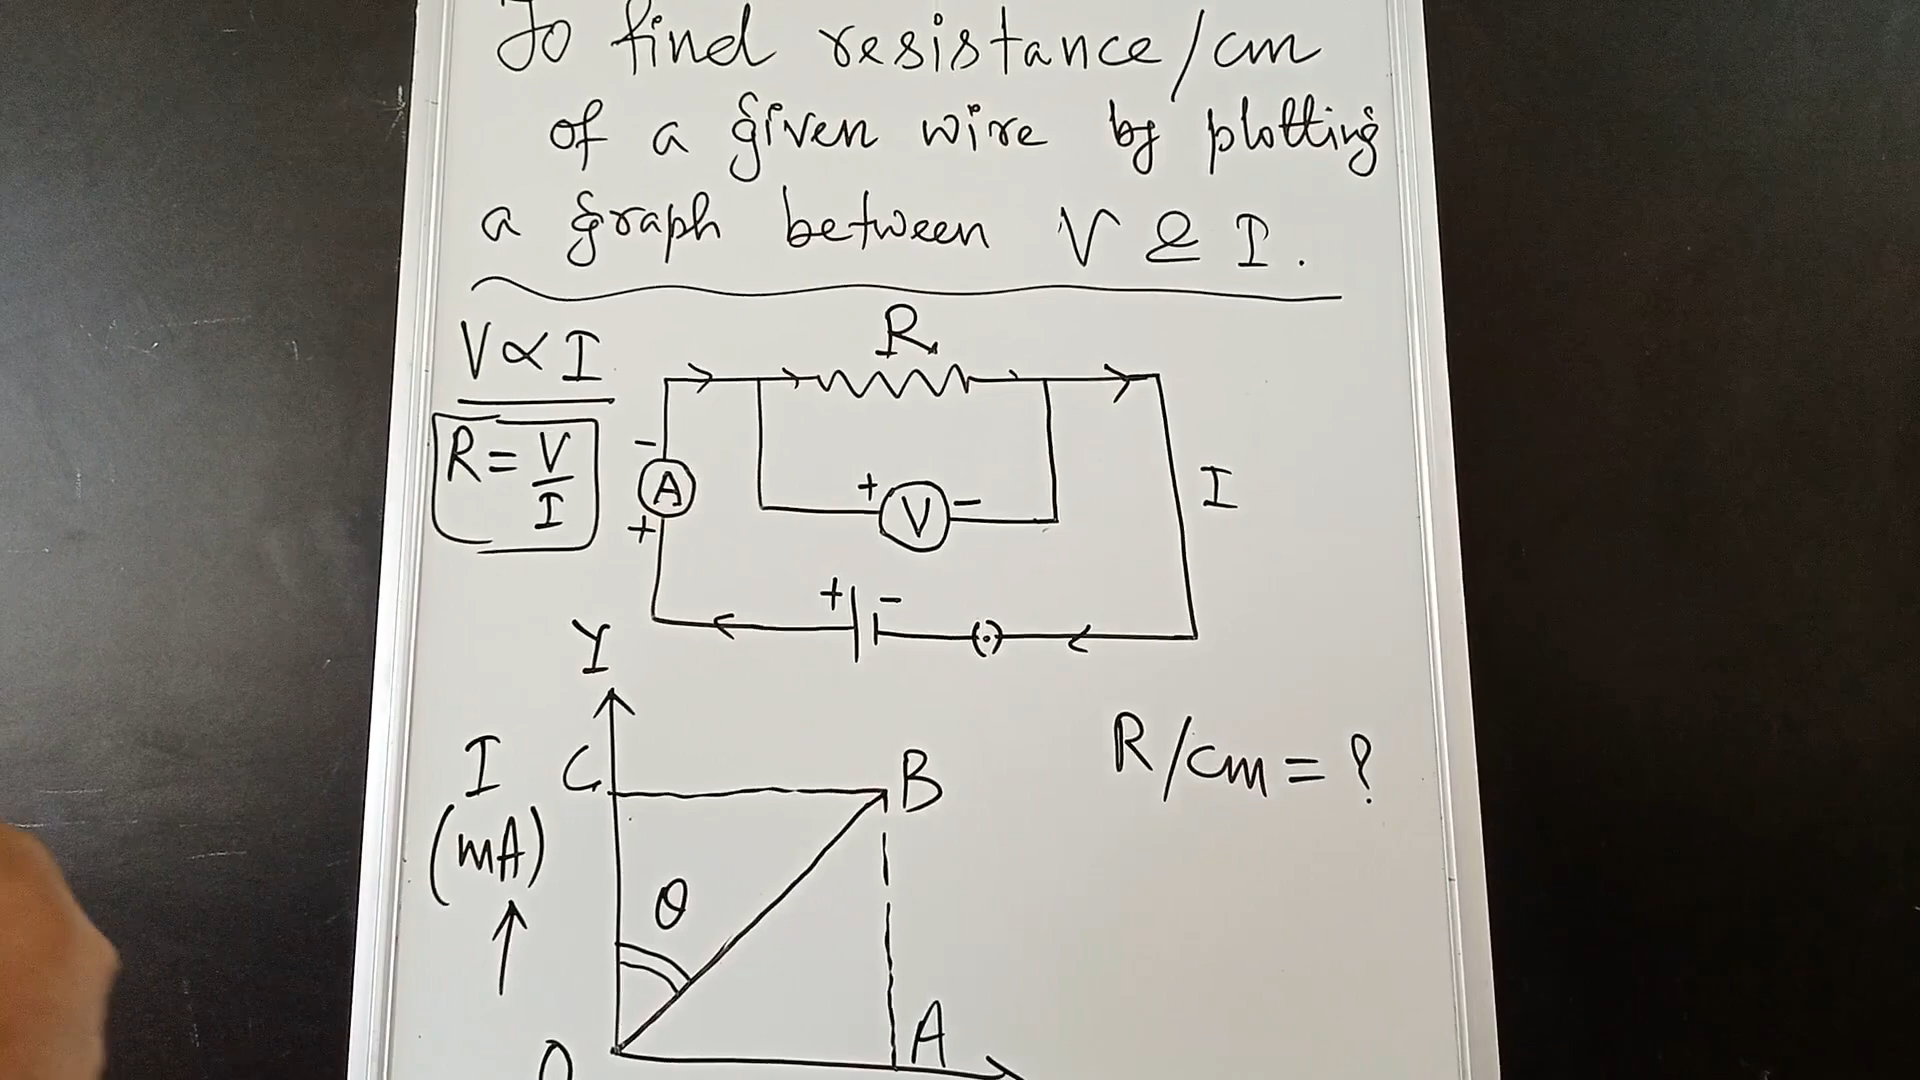 To find resistance/cm
of a given wire by plotting
a graph between V & I.
V ∝ I
R = V/I
R
- A +
+ V -
I
+ -
Y
I
(mA)
C
B
R/cm = ?
θ
A
O